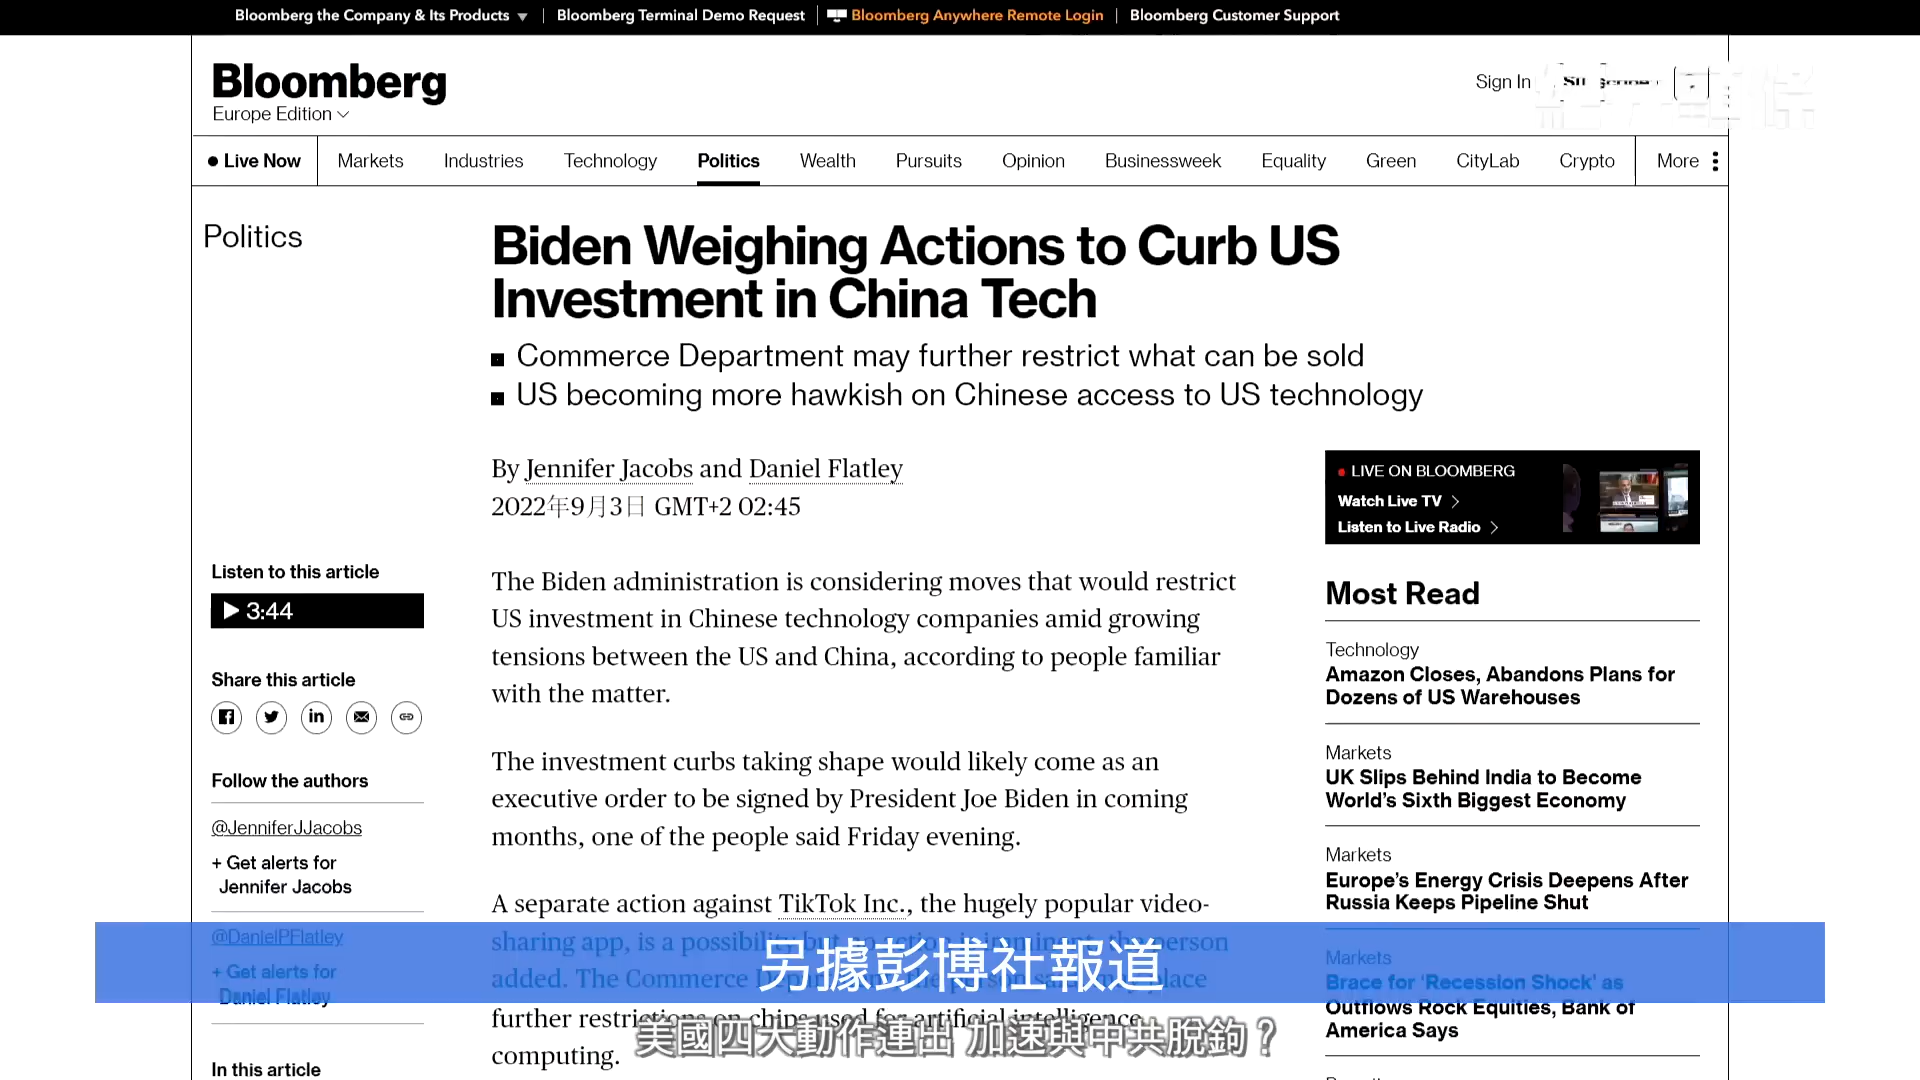 Bloomberg the Company & Its Products
Bloomberg Terminal Demo Request
Bloomberg Anywhere Remote Login
Bloomberg Customer Support
Bloomberg
Europe Edition
Sign In
Subscribe
Live Now
Markets
Industries
Technology
Politics
Wealth
Pursuits
Opinion
Businessweek
Equality
Green
CityLab
Crypto
More
Politics
Biden Weighing Actions to Curb US
Investment in China Tech
Commerce Department may further restrict what can be sold
US becoming more hawkish on Chinese access to US technology
By Jennifer Jacobs and Daniel Flatley
2022年9月3日 GMT+2 02:45
Listen to this article
3:44
Share this article
Follow the authors
@JenniferJJacobs
+ Get alerts for
Jennifer Jacobs
@DanielPFlatley
+ Get alerts for
Daniel Flatley
In this article
The Biden administration is considering moves that would restrict
US investment in Chinese technology companies amid growing
tensions between the US and China, according to people familiar
with the matter.
The investment curbs taking shape would likely come as an
executive order to be signed by President Joe Biden in coming
months, one of the people said Friday evening.
A separate action against TikTok Inc., the hugely popular video-
sharing app, is a possibility but no action is imminent, the person
added. The Commerce place
further restrictions on chips used for artificial intelligence
computing.
LIVE ON BLOOMBERG
Watch Live TV
Listen to Live Radio
Most Read
Technology
Amazon Closes, Abandons Plans for
Dozens of US Warehouses
Markets
UK Slips Behind India to Become
World's Sixth Biggest Economy
Markets
Europe's Energy Crisis Deepens After
Russia Keeps Pipeline Shut
Markets
Brace for 'Recession Shock' as
Outflows Rock Equities, Bank of
America Says
另據彭博社報道
美國四大動作連出 加速與中共脫鉤？